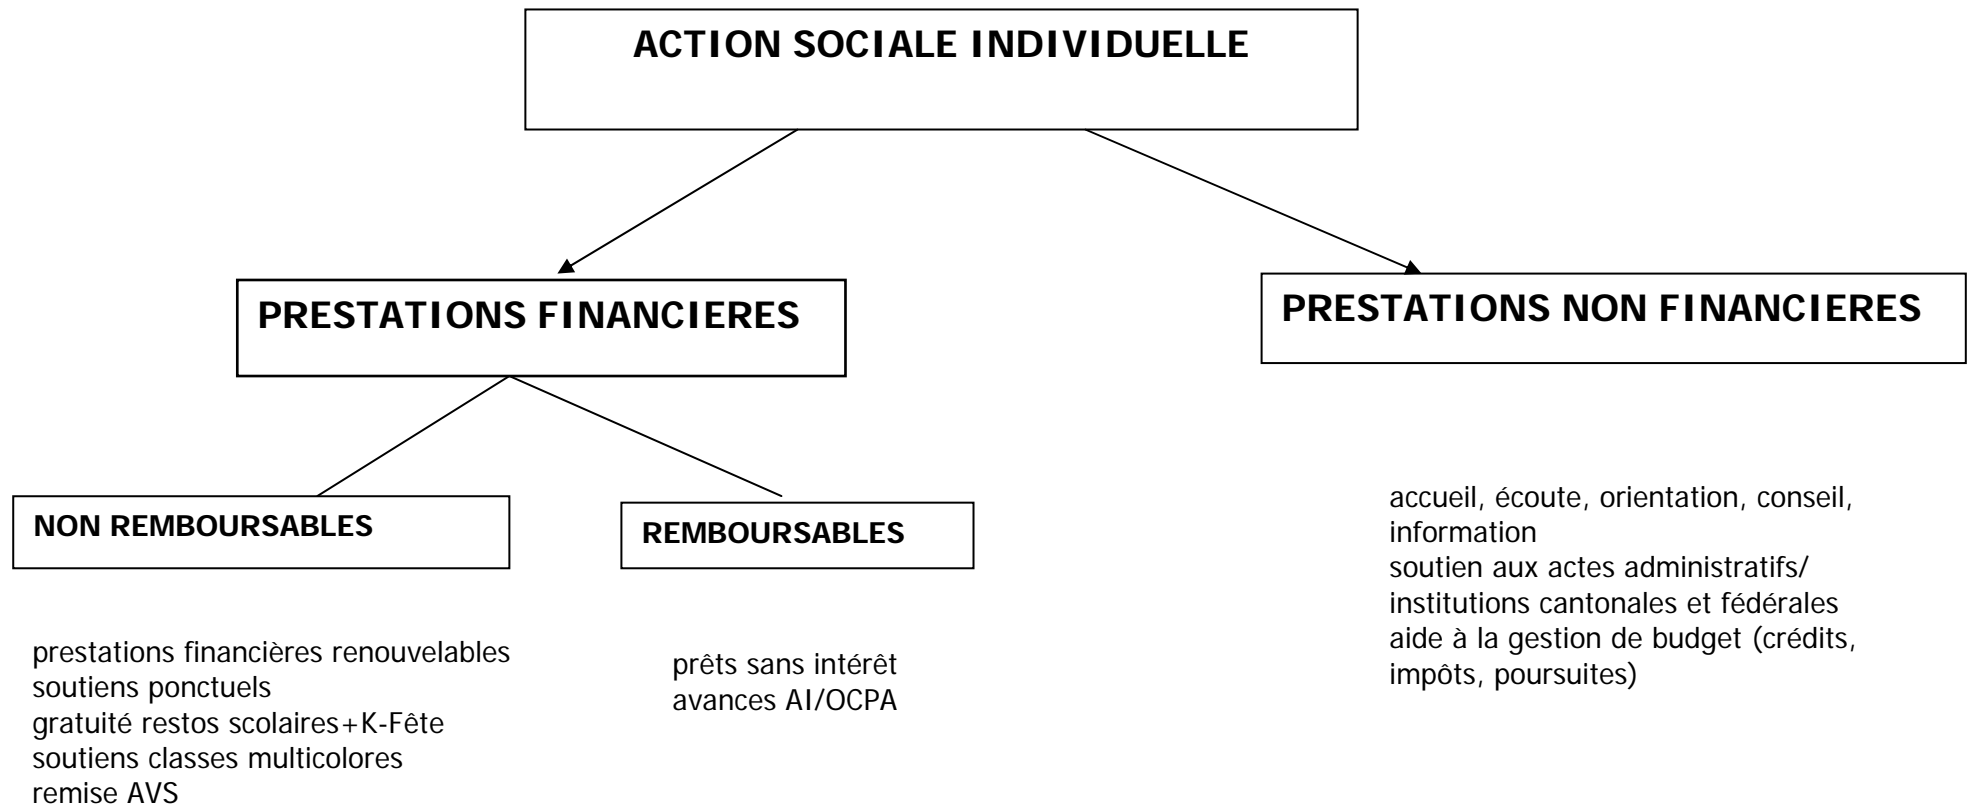 ACTION SOCIALE INDIVIDUELLE
PRESTATIONS FINANCIERES
PRESTATIONS NON FINANCIERES
NON REMBOURSABLES
REMBOURSABLES
prestations financières renouvelables
soutiens ponctuels
gratuité restos scolaires+K-Fête
soutiens classes multicolores
remise AVS
prêts sans intérêt
avances AI/OCPA
accueil, écoute, orientation, conseil,
information
soutien aux actes administratifs/
institutions cantonales et fédérales
aide à la gestion de budget (crédits,
impôts, poursuites)